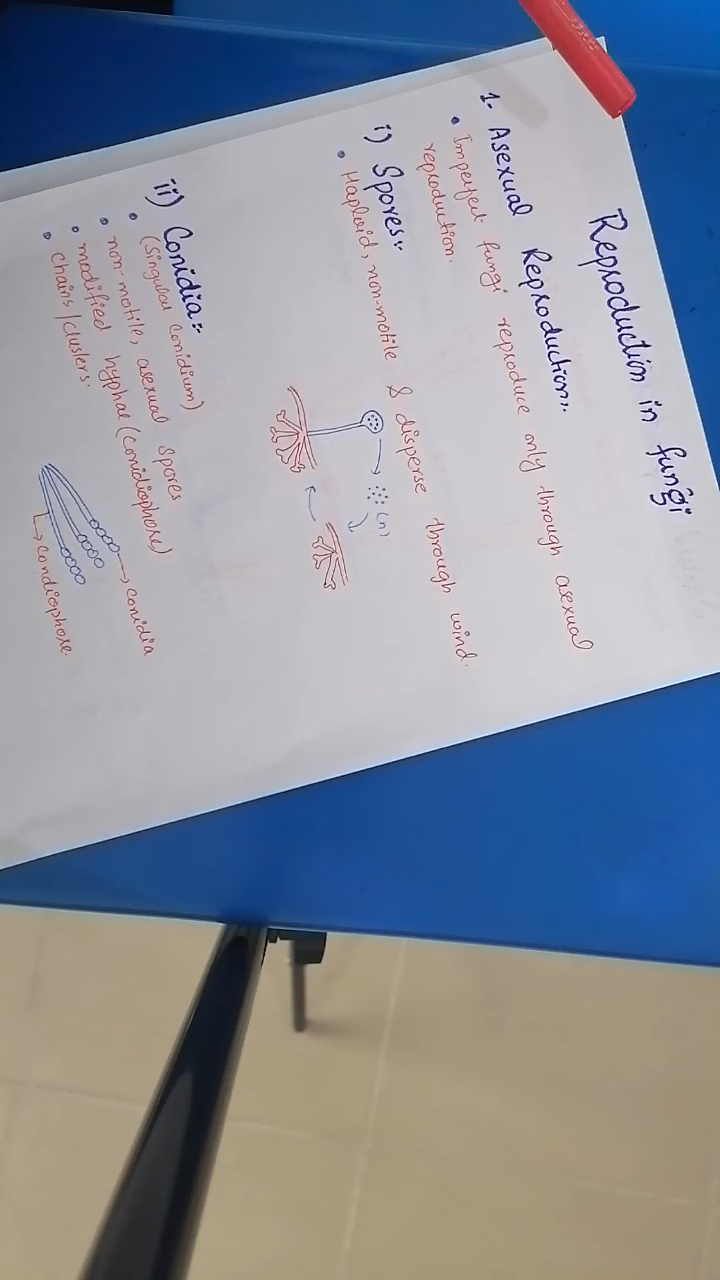 Reproduction in fungi
1- Asexual Reproduction:-
• Imperfect fungi reproduce only through asexual
reproduction.
i) Spores:-
• Haploid, non-motile & disperse through wind.
(n)
ii) Conidia:-
• (Singular Conidium)
• non-motile, asexual spores
• modified hyphae (conidiophore)
• chains/clusters.
conidia
condiophore.